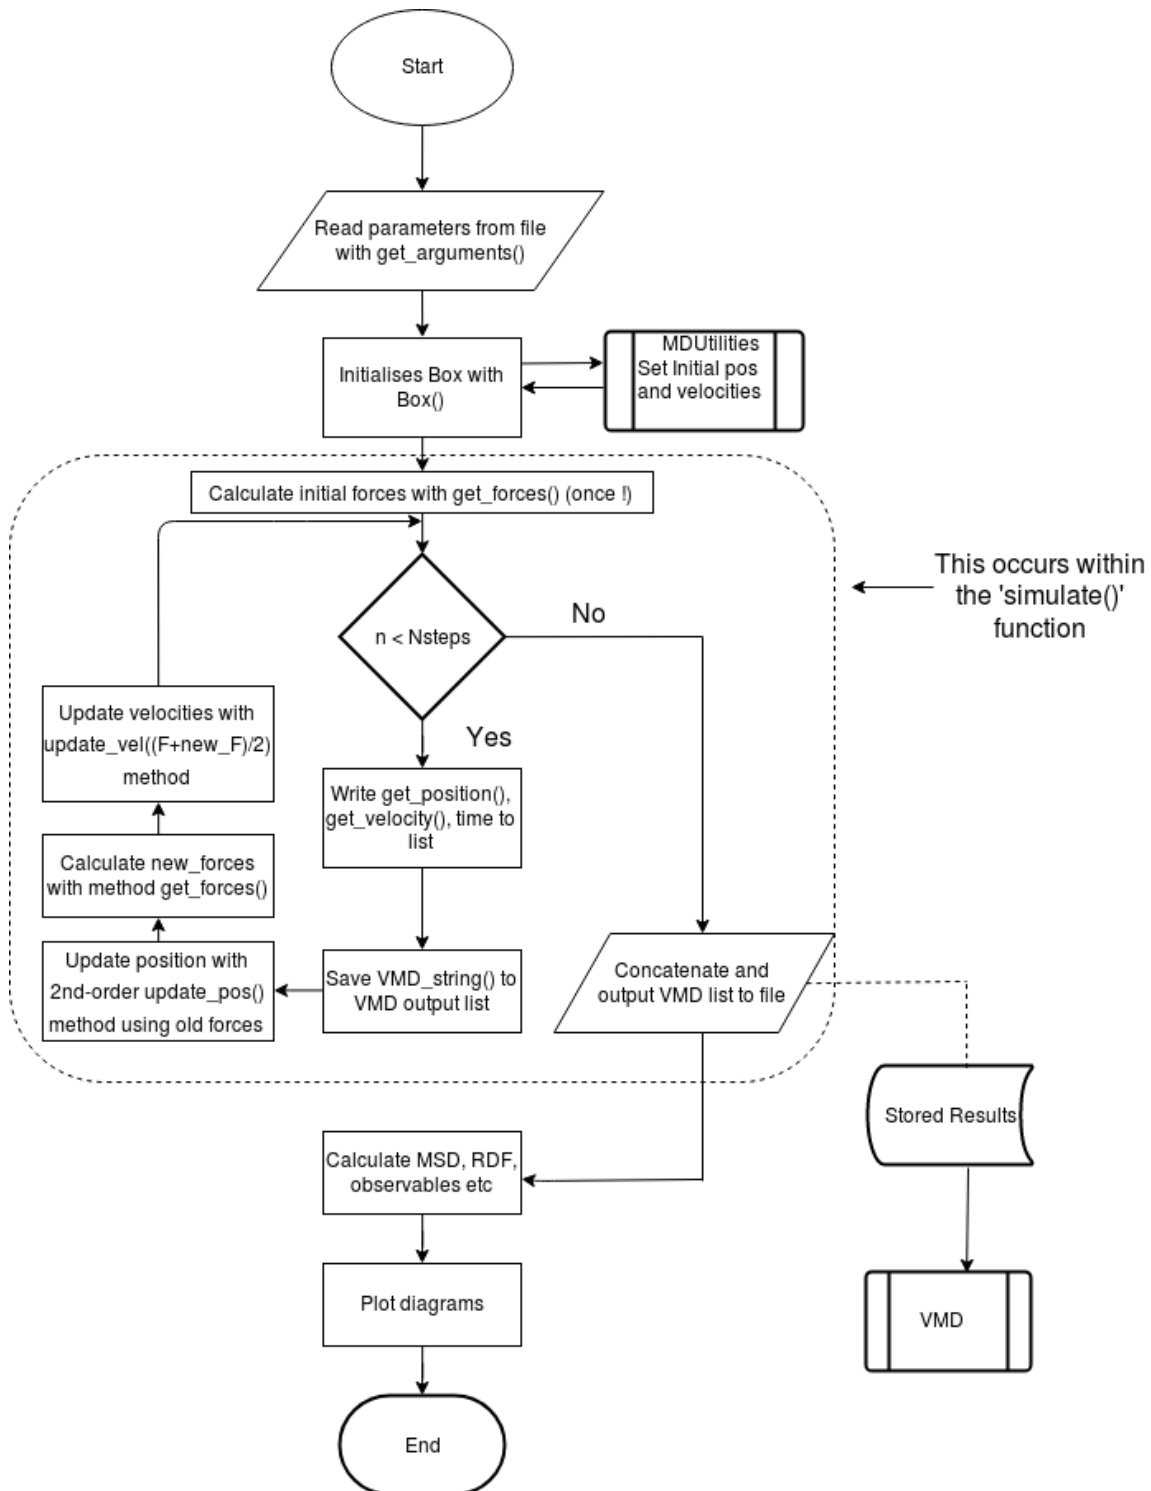 Start
Read parameters from file
with get_arguments()
Initialises Box with
Box()
MDUtilities
Set Initial pos
and velocities
Calculate initial forces with get_forces() (once !)
This occurs within
the 'simulate()'
function
n < Nsteps
No
Yes
Write get_position(),
get_velocity(), time to
list
Save VMD_string() to
VMD output list
Update position with
2nd-order update_pos()
method using old forces
Calculate new_forces
with method get_forces()
Update velocities with
update_vel((F+new_F)/2)
method
Concatenate and
output VMD list to file
Stored Results
VMD
Calculate MSD, RDF,
observables etc
Plot diagrams
End